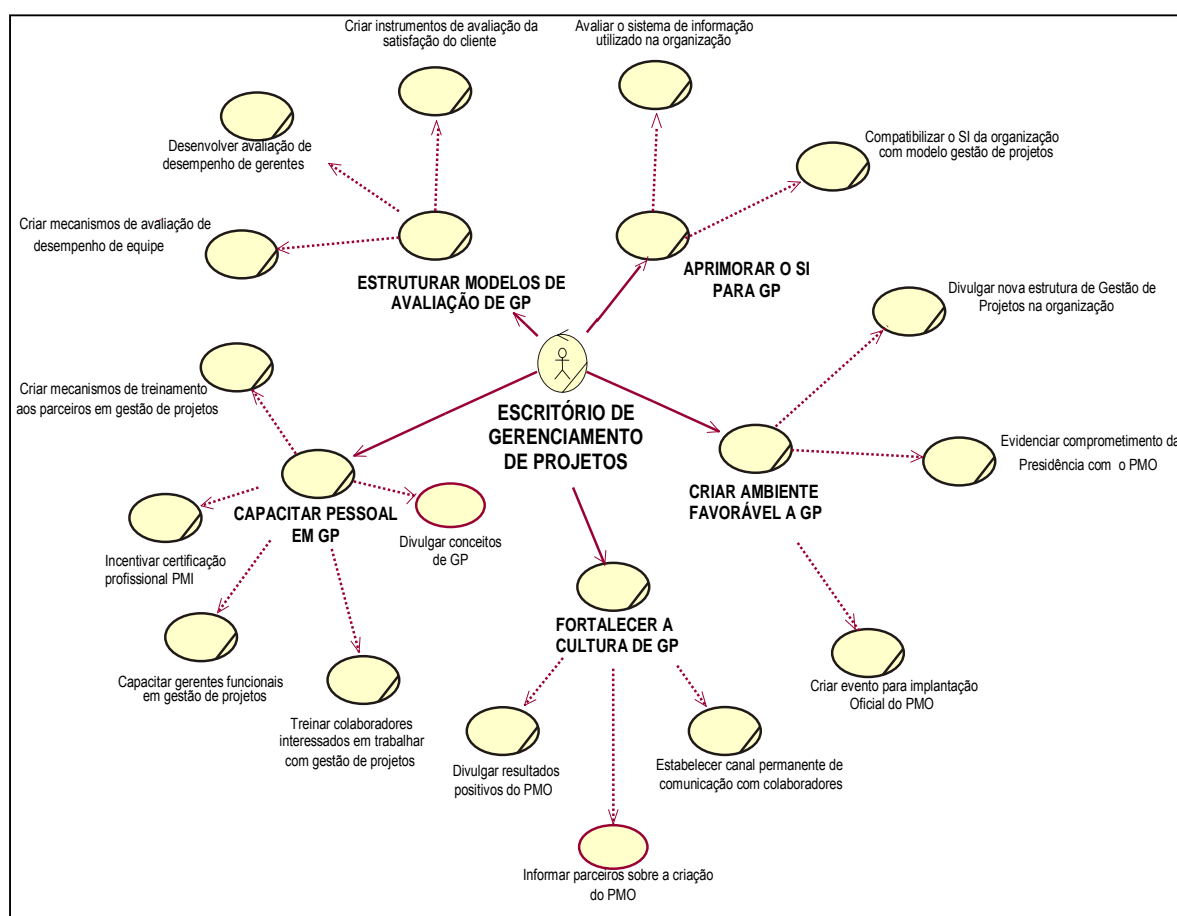 Criar instrumentos de avaliação da
satisfação do cliente
Avaliar o sistema de informação
utilizado na organização
Desenvolver avaliação de
desempenho de gerentes
Compatibilizar o SI da organização
com modelo gestão de projetos
Criar mecanismos de avaliação de
desempenho de equipe
ESTRUTURAR MODELOS DE
AVALIAÇÃO DE GP
APRIMORAR O SI
PARA GP
Divulgar nova estrutura de Gestão de
Projetos na organização
Criar mecanismos de treinamento
aos parceiros em gestão de projetos
ESCRITÓRIO DE
GERENCIAMENTO
DE PROJETOS
Evidenciar comprometimento da
Presidência com o PMO
CRIAR AMBIENTE
FAVORÁVEL A GP
CAPACITAR PESSOAL
EM GP
Divulgar conceitos
de GP
Incentivar certificação
profissional PMI
FORTALECER A
CULTURA DE GP
Capacitar gerentes funcionais
em gestão de projetos
Criar evento para implantação
Oficial do PMO
Treinar colaboradores
interessados em trabalhar
com gestão de projetos
Divulgar resultados
positivos do PMO
Estabelecer canal permanente de
comunicação com colaboradores
Informar parceiros sobre a criação
do PMO